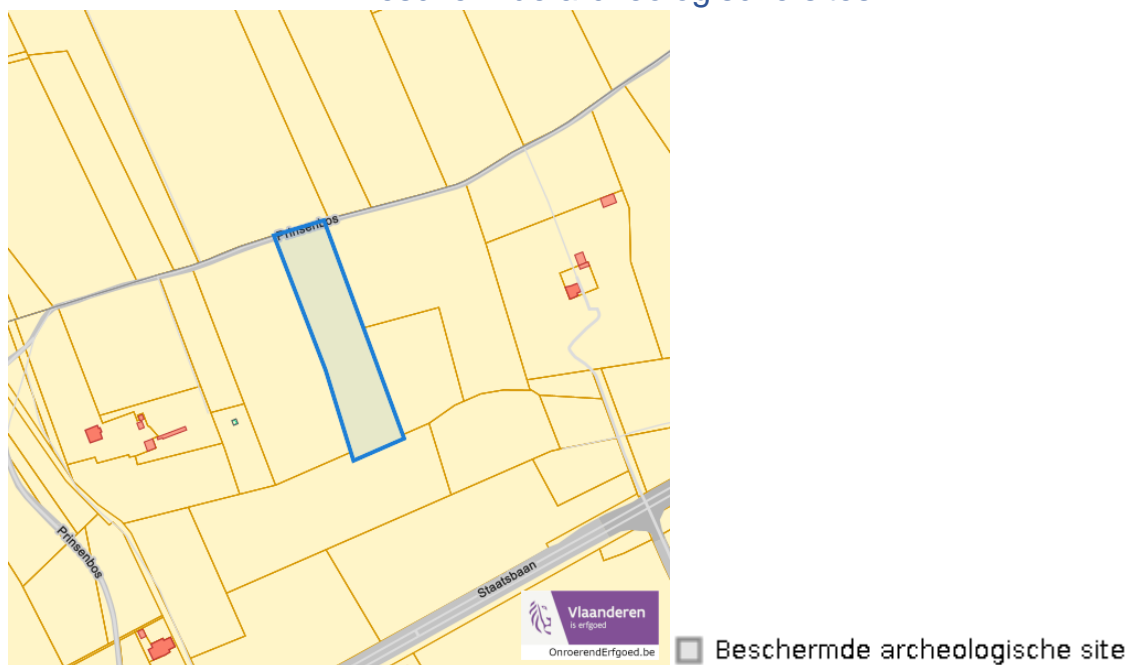 Prinsenbos
Prinsenbos
Staatsbaan
Vlaanderen
is erfgoed
OnroerendErfgoed.be
Beschermde archeologische site